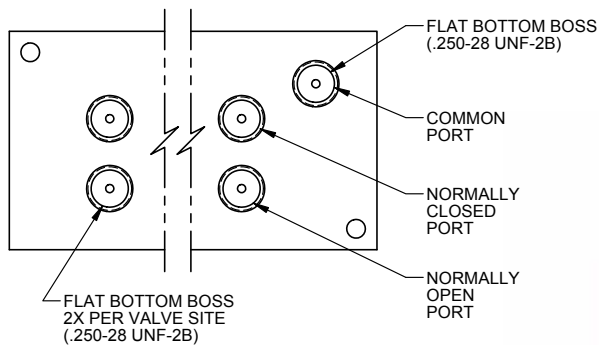 FLAT BOTTOM BOSS
(.250-28 UNF-2B)
COMMON
PORT
NORMALLY
CLOSED
PORT
NORMALLY
OPEN
PORT
FLAT BOTTOM BOSS
2X PER VALVE SITE
(.250-28 UNF-2B)